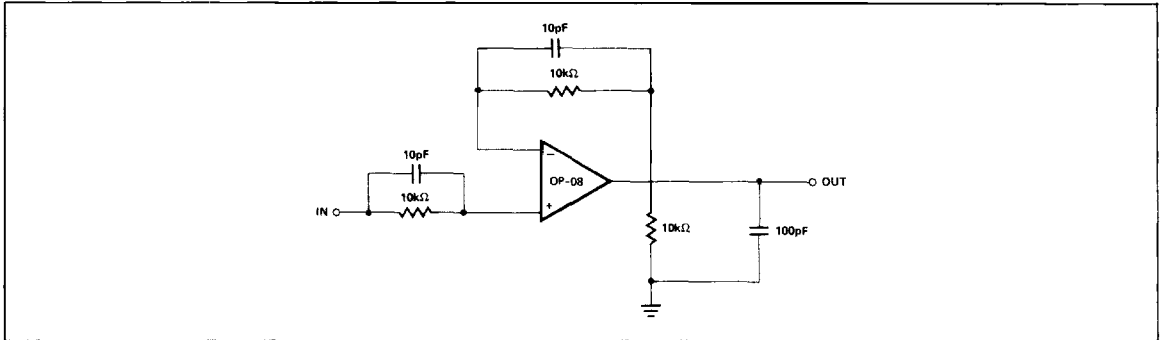 10pF
10kΩ
10pF
10kΩ
IN
−
OP-08
+
OUT
10kΩ
100pF